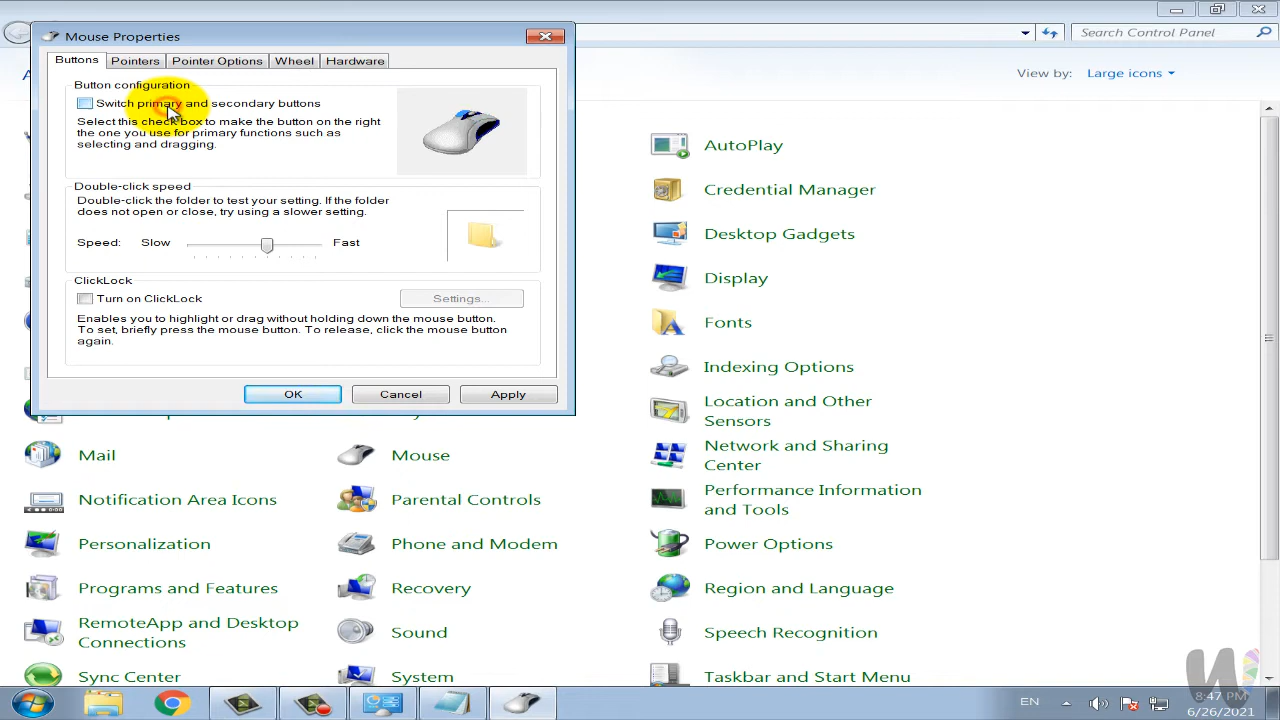 Mouse Properties
Search Control Panel
Buttons
Pointers
Pointer Options
Wheel
Hardware
View by: Large icons
Button configuration
Switch primary and secondary buttons
Select this check box to make the button on the right
the one you use for primary functions such as
selecting and dragging.
Double-click speed
Double-click the folder to test your setting. If the folder
does not open or close, try using a slower setting.
Speed: Slow Fast
ClickLock
Turn on ClickLock
Settings...
Enables you to highlight or drag without holding down the mouse button.
To set, briefly press the mouse button. To release, click the mouse button
again.
OK
Cancel
Apply
AutoPlay
Credential Manager
Desktop Gadgets
Display
Fonts
Indexing Options
Location and Other
Sensors
Mail
Mouse
Network and Sharing
Center
Notification Area Icons
Parental Controls
Performance Information
and Tools
Personalization
Phone and Modem
Power Options
Programs and Features
Recovery
Region and Language
RemoteApp and Desktop
Connections
Sound
Speech Recognition
Sync Center
System
Taskbar and Start Menu
EN
8:47 PM
6/26/2021